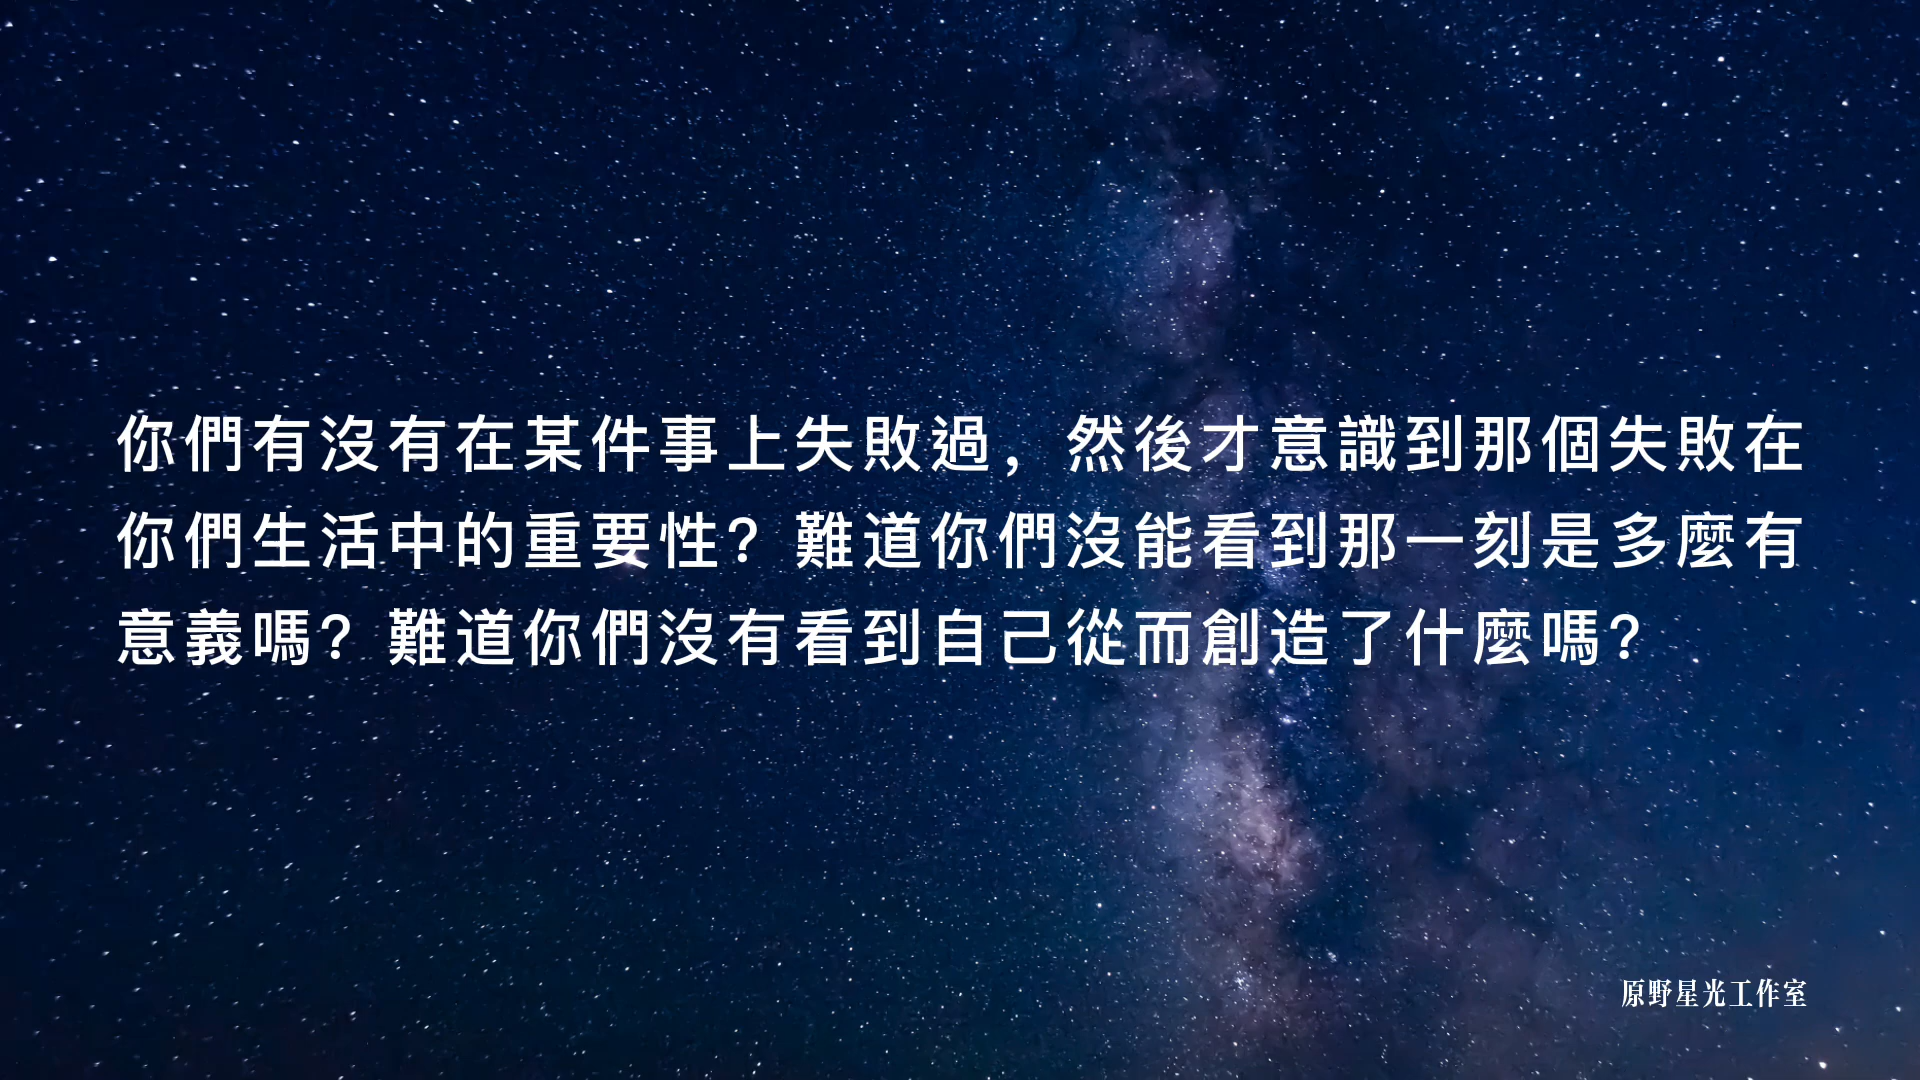 你們有沒有在某件事上失敗過，然後才意識到那個失敗在
你們生活中的重要性？難道你們沒能看到那一刻是多麼有
意義嗎？難道你們沒有看到自己從而創造了什麼嗎？
原野星光工作室